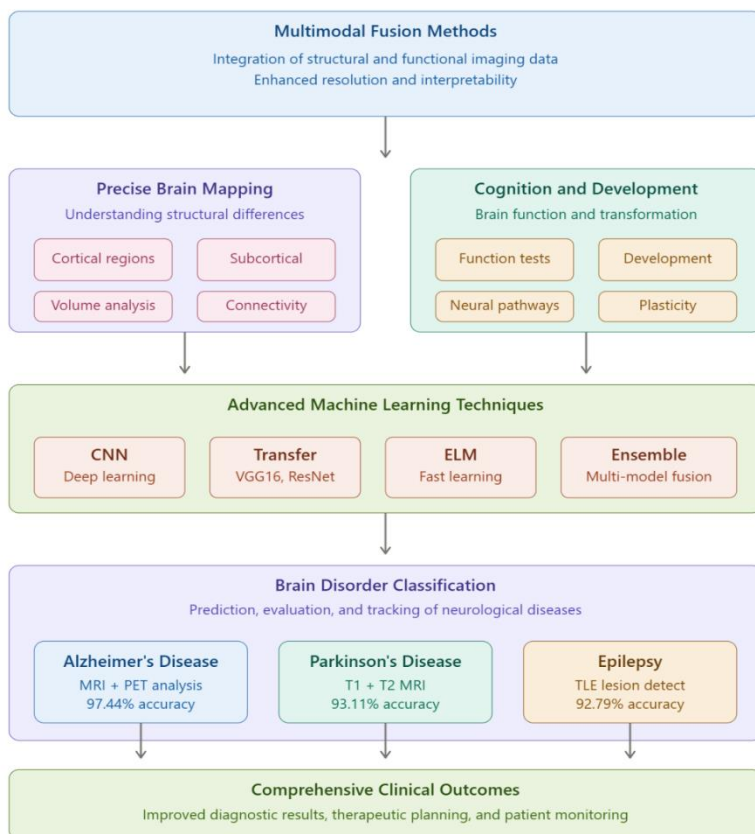 Multimodal Fusion Methods
Integration of structural and functional imaging data
Enhanced resolution and interpretability
Precise Brain Mapping
Understanding structural differences
Cortical regions
Subcortical
Volume analysis
Connectivity
Cognition and Development
Brain function and transformation
Function tests
Development
Neural pathways
Plasticity
Advanced Machine Learning Techniques
CNN
Deep learning
Transfer
VGG16, ResNet
ELM
Fast learning
Ensemble
Multi-model fusion
Brain Disorder Classification
Prediction, evaluation, and tracking of neurological diseases
Alzheimer's Disease
MRI + PET analysis
97.44% accuracy
Parkinson's Disease
T1 + T2 MRI
93.11% accuracy
Epilepsy
TLE lesion detect
92.79% accuracy
Comprehensive Clinical Outcomes
Improved diagnostic results, therapeutic planning, and patient monitoring